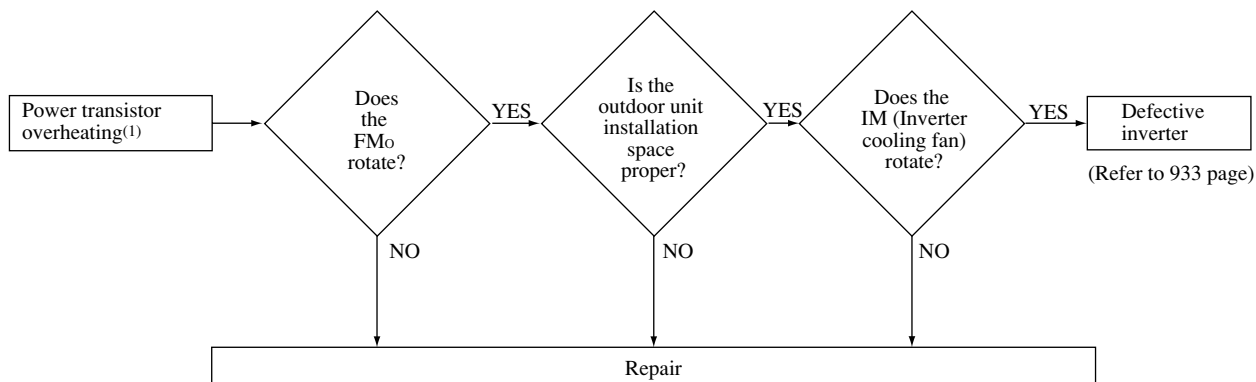 Power transistor
overheating(1)
Does
the
FMo
rotate?
YES
NO
Is the
outdoor unit
installation
space
proper?
YES
NO
Does the
IM (Inverter
cooling fan)
rotate?
YES
NO
Defective
inverter
(Refer to 933 page)
Repair